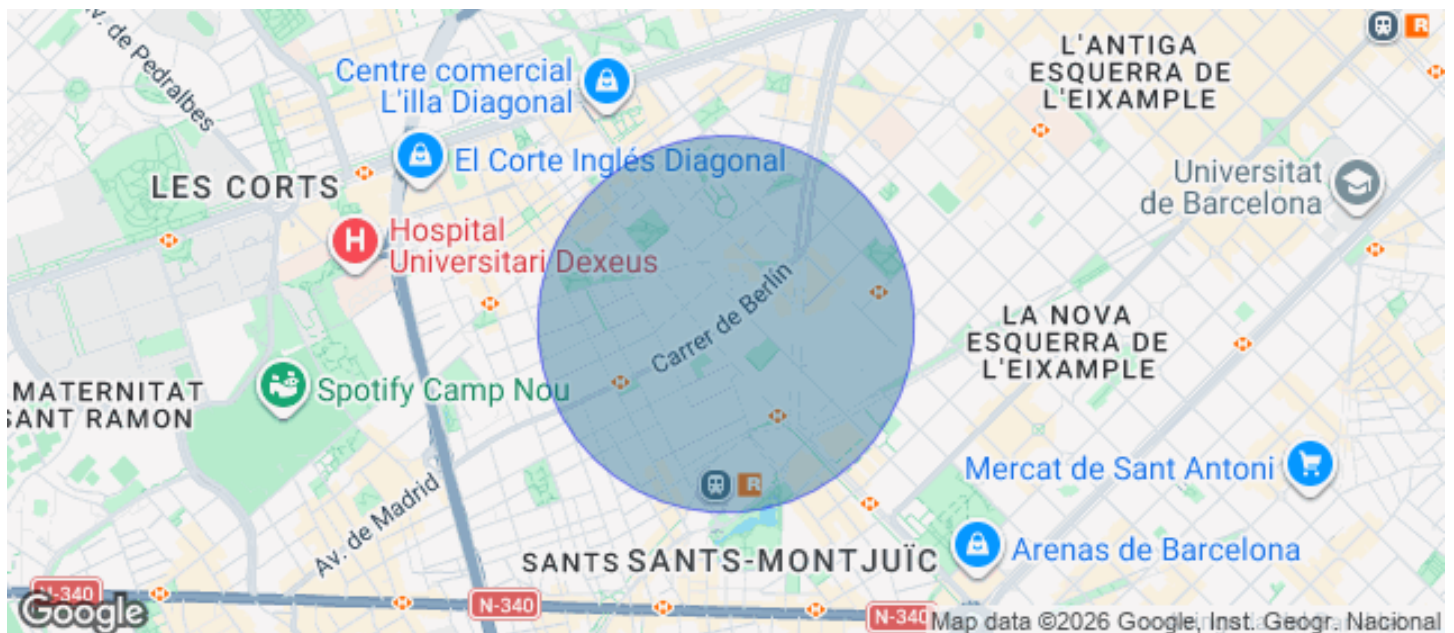 Av. de Pedralbes
Centre comercial
L'illa Diagonal
L'ANTIGA
ESQUERRA DE
L'EIXAMPLE
R
El Corte Inglés Diagonal
LES CORTS
Universitat
de Barcelona
H
Hospital
Universitari Dexeus
Carrer de Berlín
LA NOVA
ESQUERRA DE
L'EIXAMPLE
MATERNITAT
SANT RAMON
Spotify Camp Nou
Mercat de Sant Antoni
R
Av. de Madrid
SANTS
SANTS-MONTJUÏC
Arenas de Barcelona
N-340
N-340
N-340
Google
Map data ©2026 Google, Inst. Geogr. Nacional